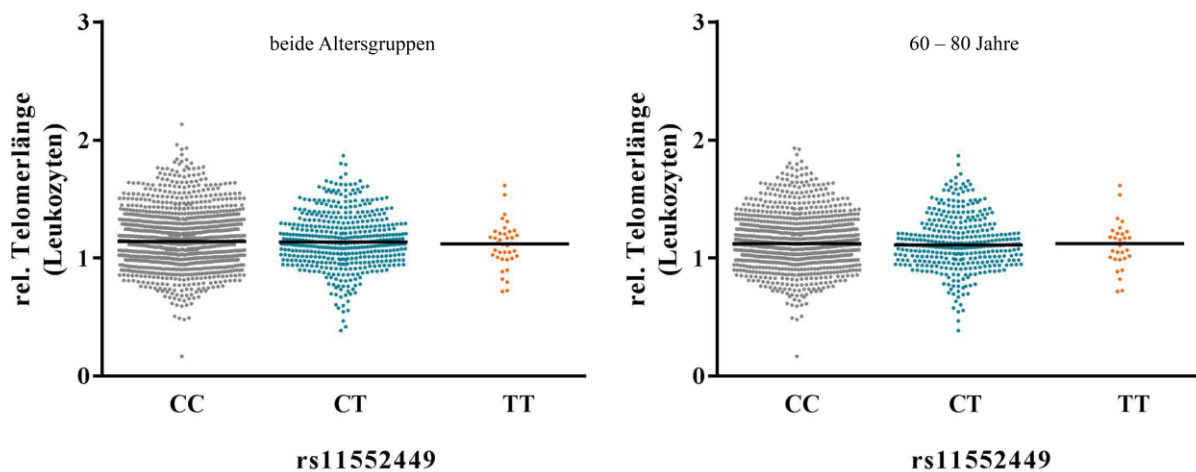 beide Altersgruppen
rel. Telomerlänge
(Leukozyten)
3
2
1
0
CC CT TT
rs11552449
60 – 80 Jahre
rel. Telomerlänge
(Leukozyten)
3
2
1
0
CC CT TT
rs11552449